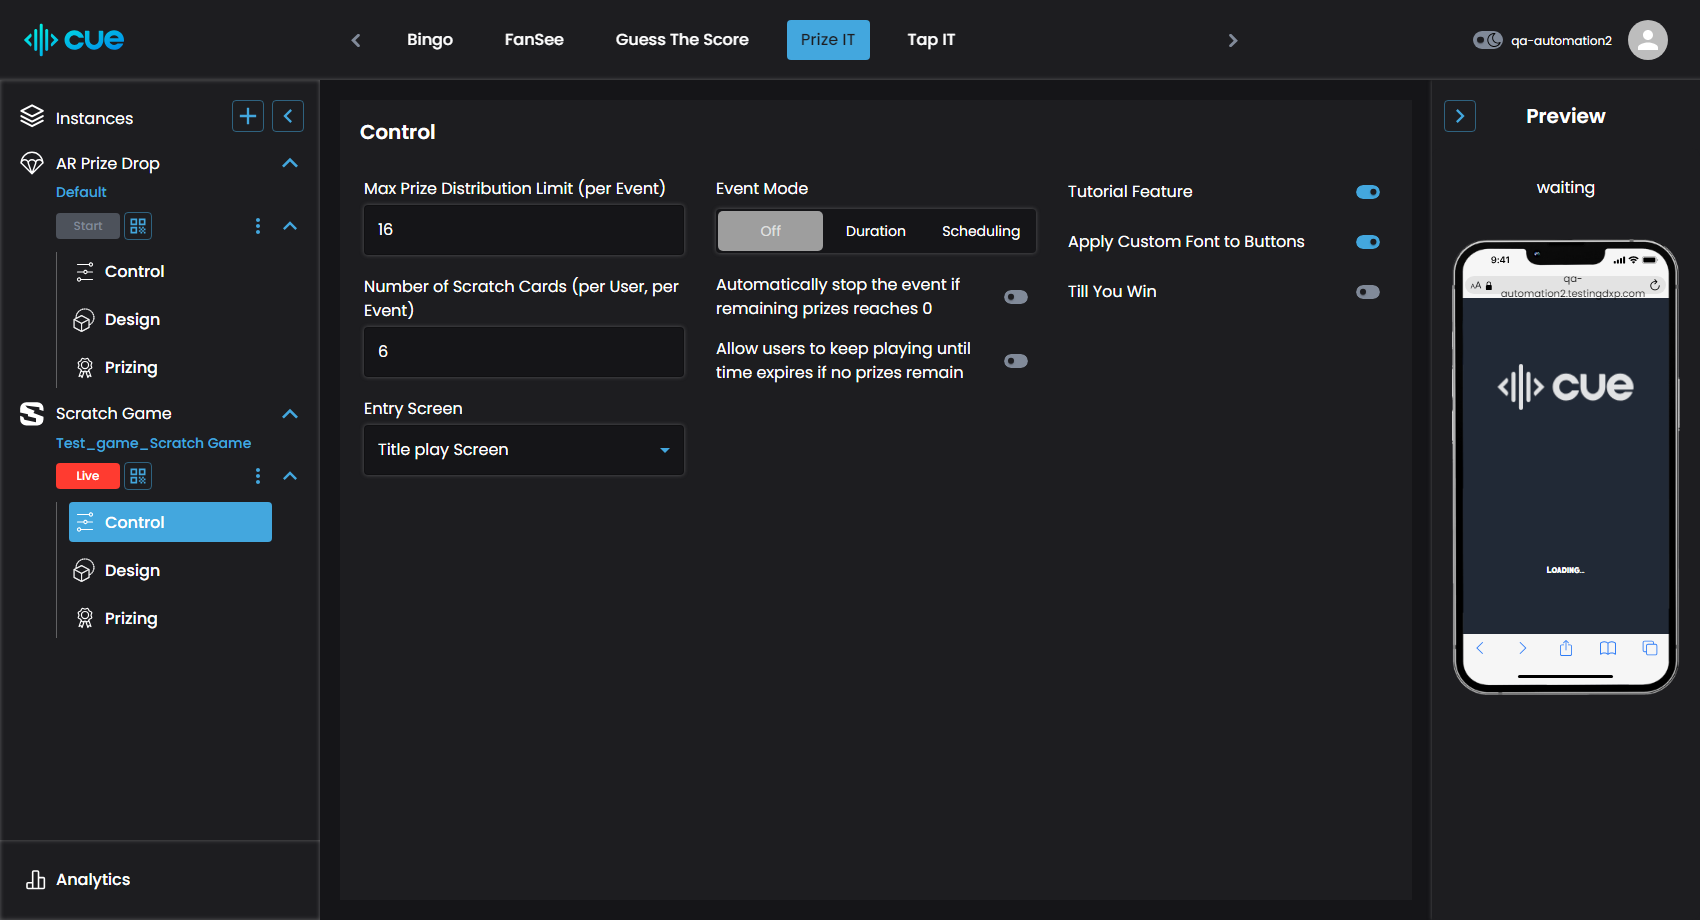 cue
Bingo
FanSee
Guess The Score
Prize IT
Tap IT
qa-automation2
Instances
AR Prize Drop
Default
Start
Control
Design
Prizing
Scratch Game
Test_game_Scratch Game
Live
Control
Design
Prizing
Analytics
Control
Max Prize Distribution Limit (per Event)
16
Number of Scratch Cards (per User, per
Event)
6
Entry Screen
Title play Screen
Event Mode
Off
Duration
Scheduling
Automatically stop the event if
remaining prizes reaches 0
Allow users to keep playing until
time expires if no prizes remain
Tutorial Feature
Apply Custom Font to Buttons
Till You Win
Preview
waiting
9:41
AA
qa-
automation2.testingdxp.com
cue
LOADING...